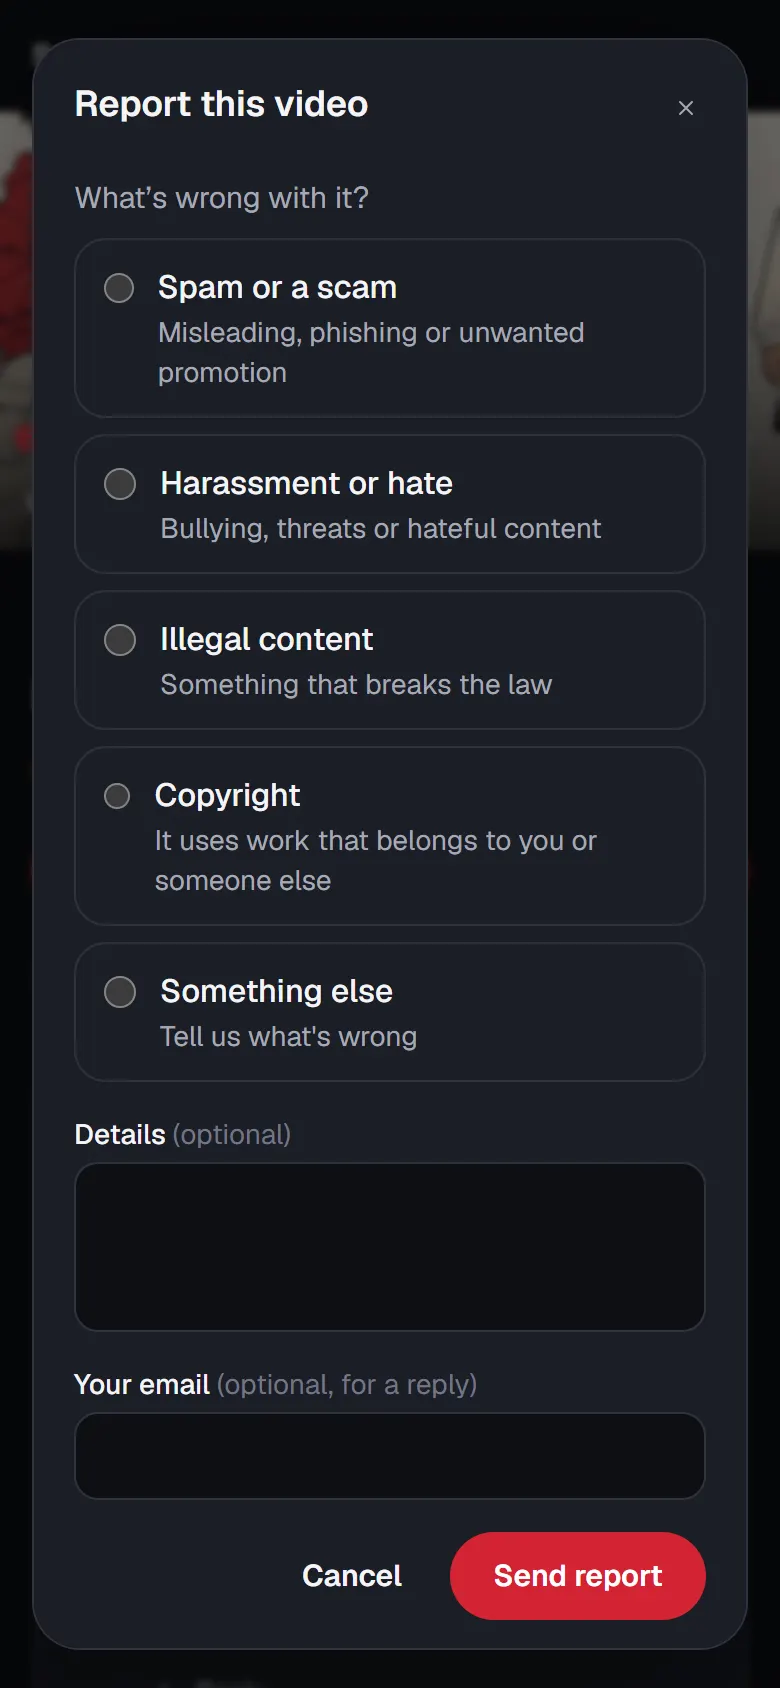 Report this video
What’s wrong with it?
Spam or a scam
Misleading, phishing or unwanted
promotion
Harassment or hate
Bullying, threats or hateful content
Illegal content
Something that breaks the law
Copyright
It uses work that belongs to you or
someone else
Something else
Tell us what's wrong
Details (optional)
Your email (optional, for a reply)
Cancel
Send report